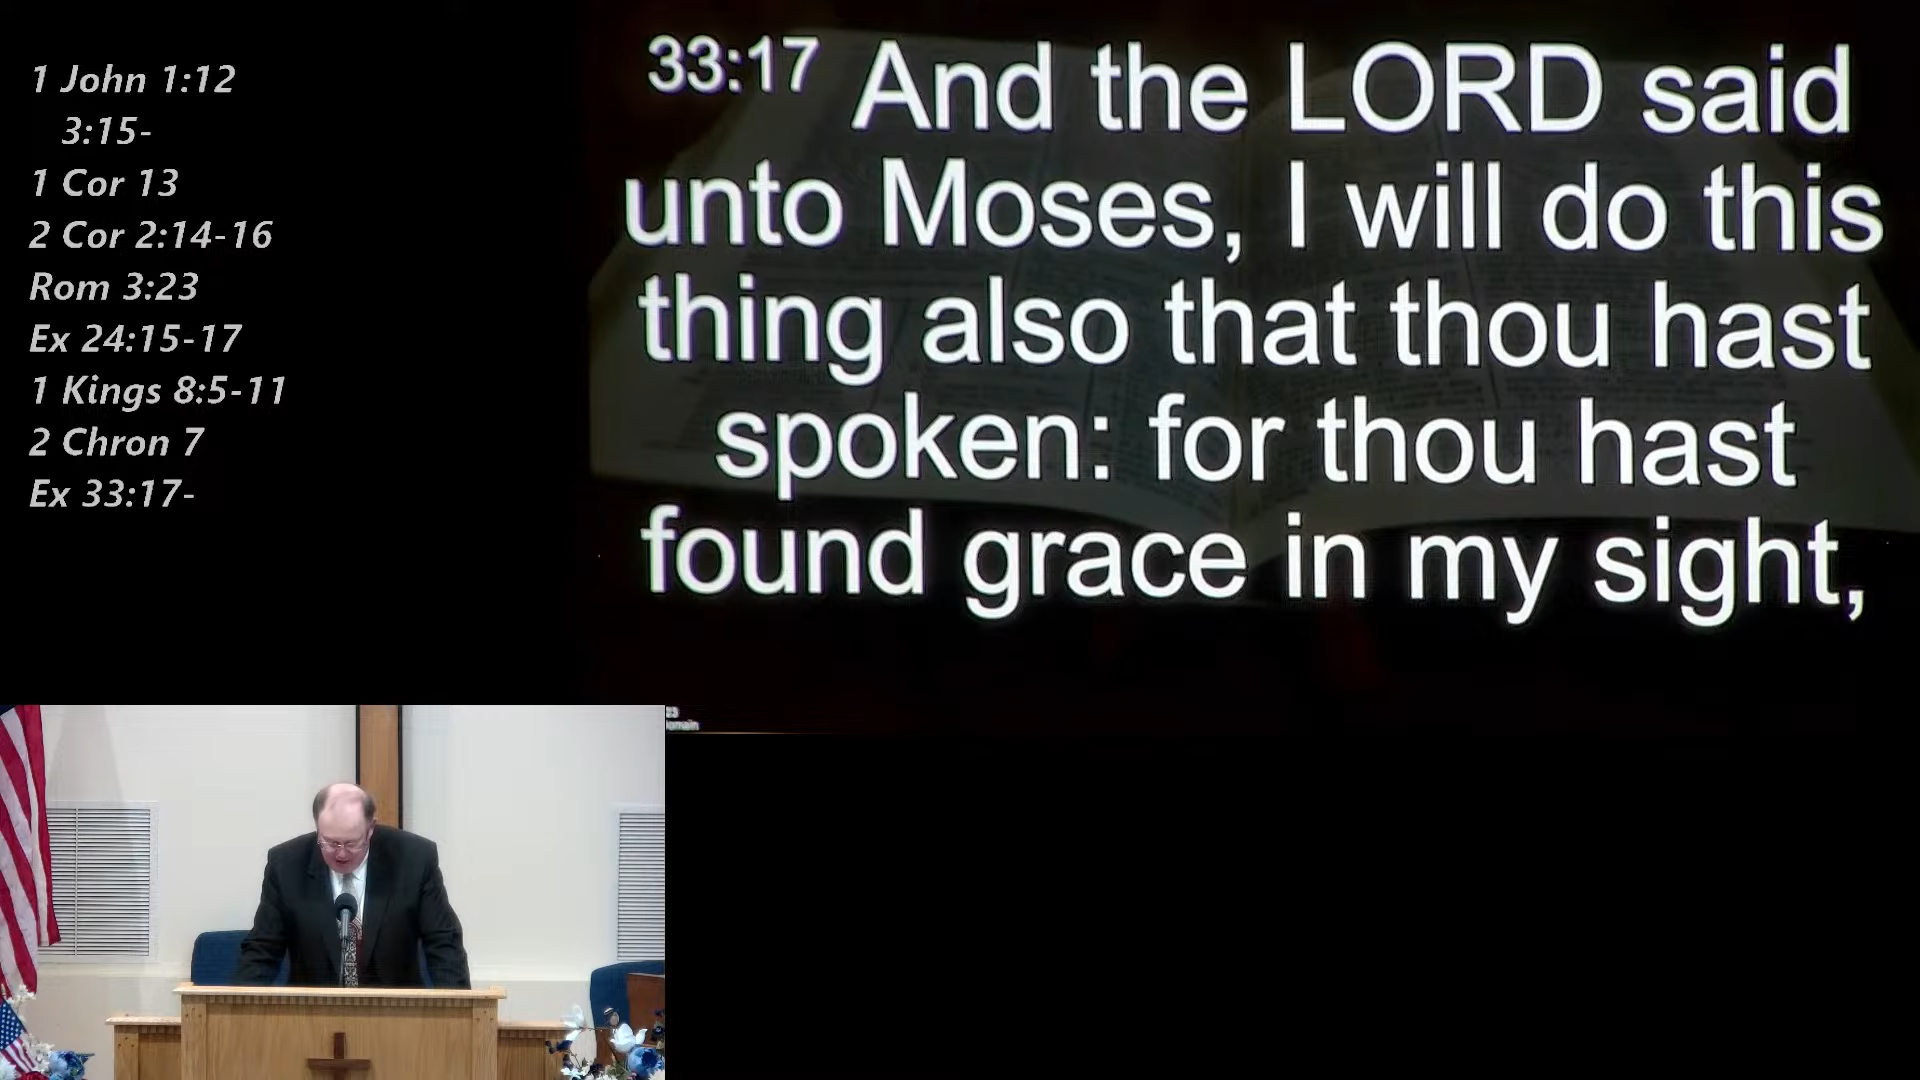 1 John 1:12
3:15-
1 Cor 13
2 Cor 2:14-16
Rom 3:23
Ex 24:15-17
1 Kings 8:5-11
2 Chron 7
Ex 33:17-
33:17 And the LORD said
unto Moses, I will do this
thing also that thou hast
spoken: for thou hast
found grace in my sight,